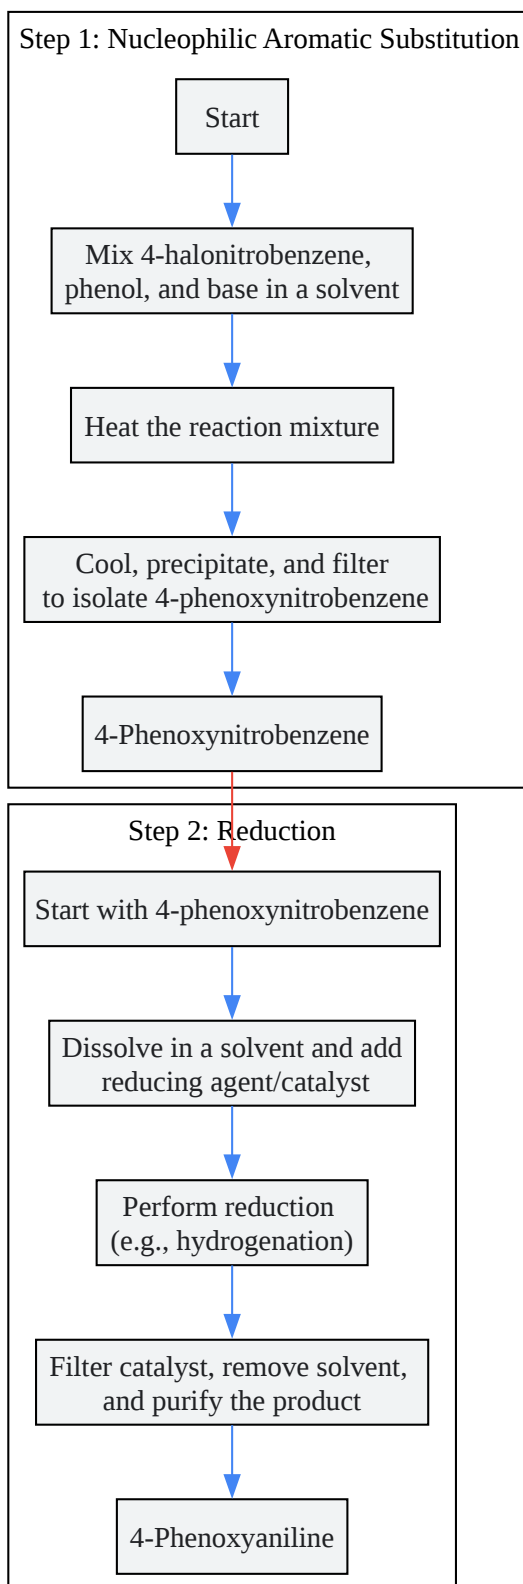 Step 1: Nucleophilic Aromatic Substitution
Start
Mix 4-halonitrobenzene,
phenol, and base in a solvent
Heat the reaction mixture
Cool, precipitate, and filter
to isolate 4-phenoxynitrobenzene
4-Phenoxynitrobenzene
Step 2: Reduction
Start with 4-phenoxynitrobenzene
Dissolve in a solvent and add
reducing agent/catalyst
Perform reduction
(e.g., hydrogenation)
Filter catalyst, remove solvent,
and purify the product
4-Phenoxyaniline